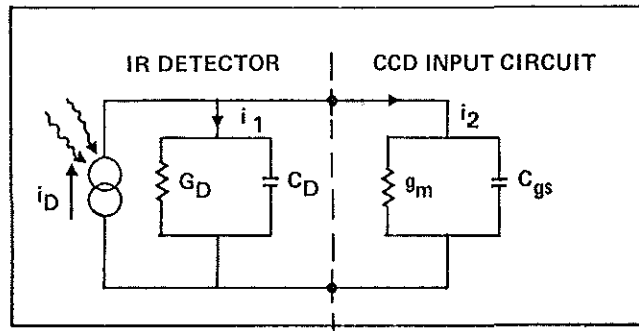 IR DETECTOR
CCD INPUT CIRCUIT
i1
i2
iD
GD
CD
gm
Cgs